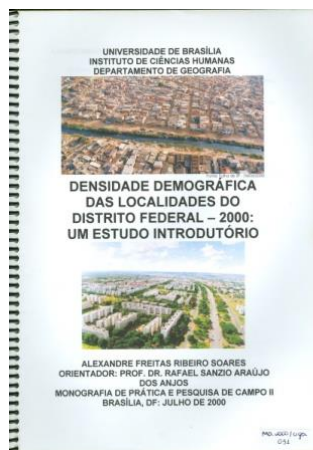 UNIVERSIDADE DE BRASÍLIA
INSTITUTO DE CIÊNCIAS HUMANAS
DEPARTAMENTO DE GEOGRAFIA
DENSIDADE DEMOGRÁFICA
DAS LOCALIDADES DO
DISTRITO FEDERAL – 2000:
UM ESTUDO INTRODUTÓRIO
ALEXANDRE FREITAS RIBEIRO SOARES
ORIENTADOR: PROF. DR. RAFAEL SANZIO ARAÚJO
DOS ANJOS
MONOGRAFIA DE PRÁTICA E PESQUISA DE CAMPO II
BRASÍLIA, DF: JULHO DE 2000